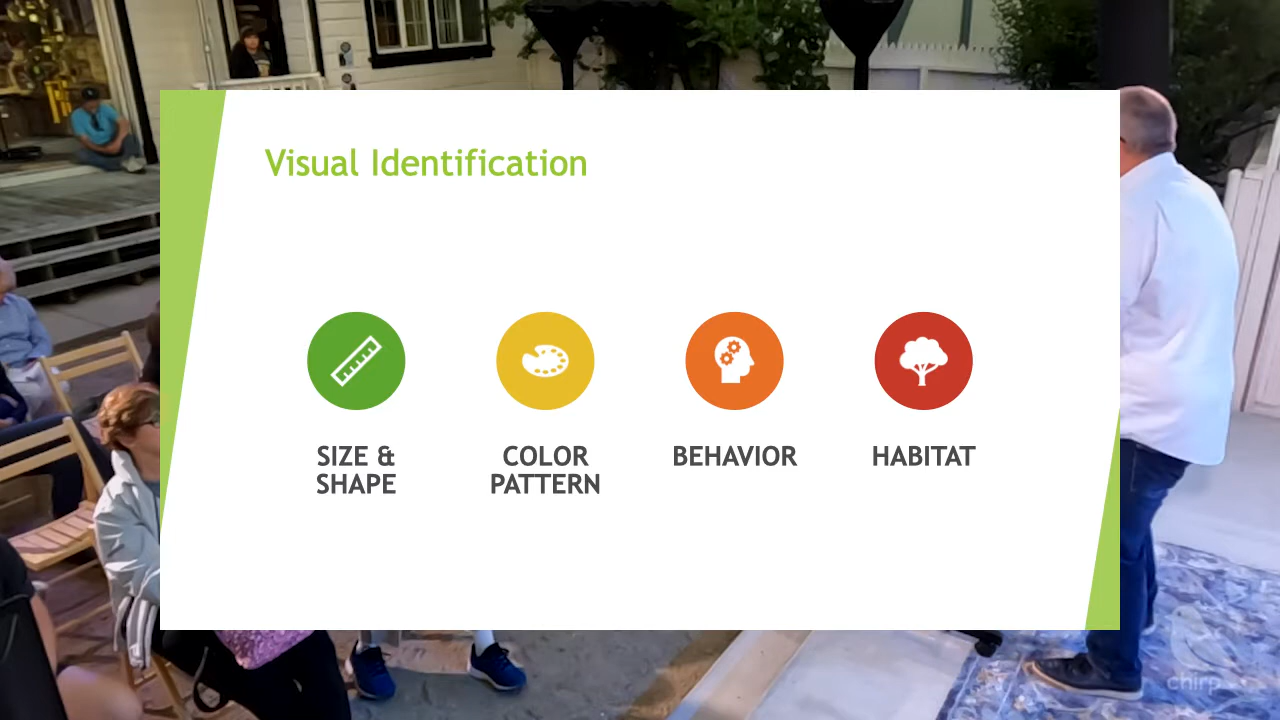 Visual Identification
SIZE &
SHAPE
COLOR
PATTERN
BEHAVIOR
HABITAT
chirp